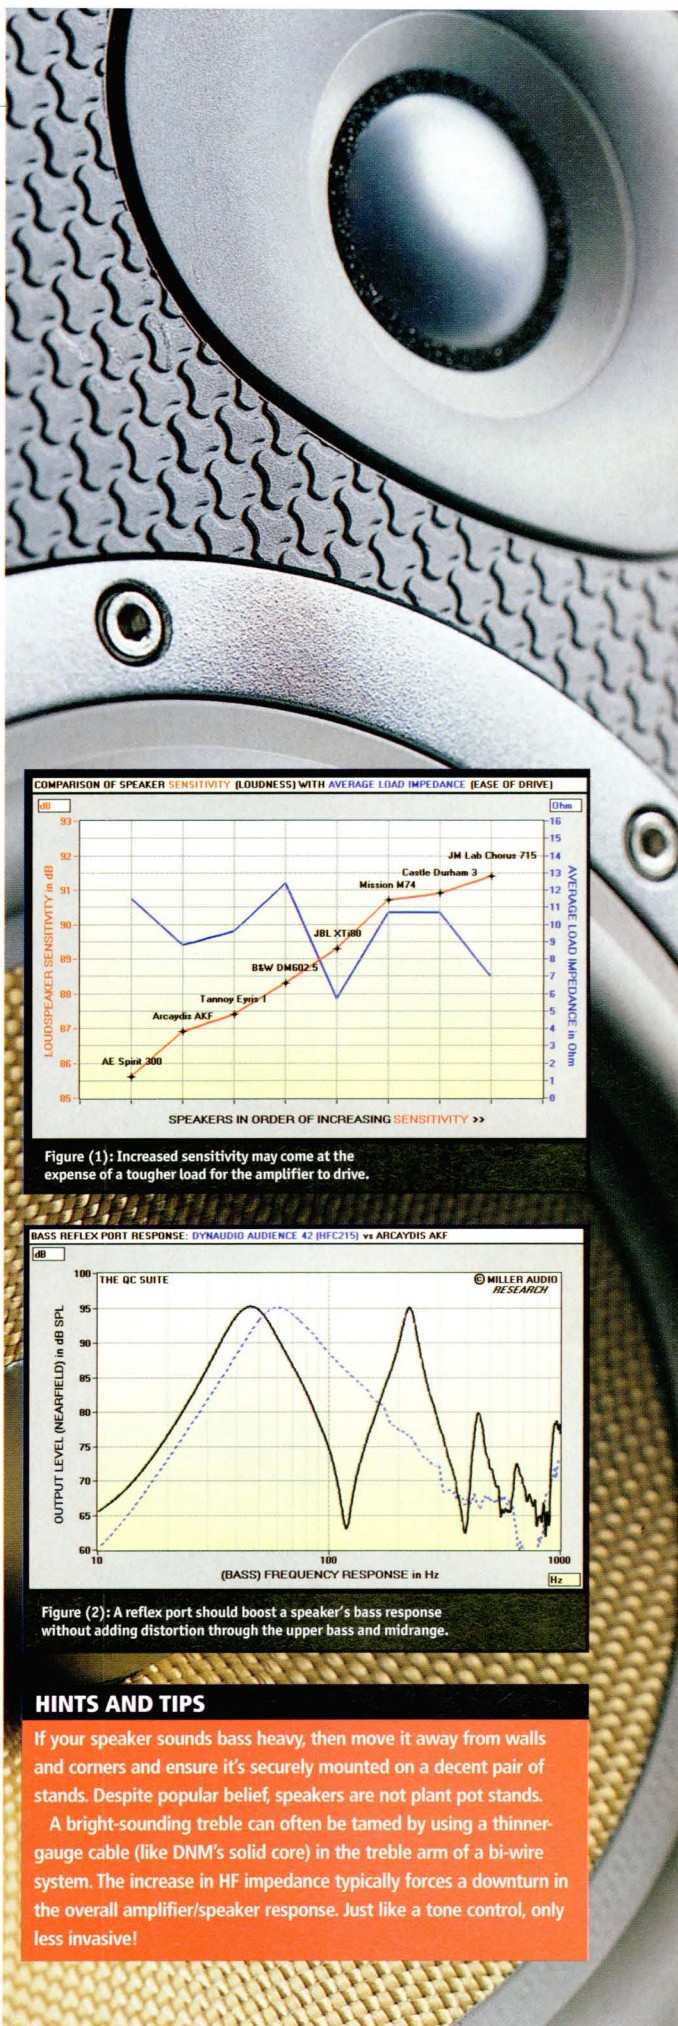 COMPARISON OF SPEAKER SENSITIVITY (LOUDNESS) WITH AVERAGE LOAD IMPEDANCE (EASE OF DRIVE)
dB
Ohm
93
92
91
90
89
88
87
86
85
16
15
14
13
12
11
10
9
8
7
6
5
4
3
2
1
0
LOUDSPEAKER SENSITIVITY in dB
AVERAGE LOAD IMPEDANCE in Ohm
JM Lab Chorus 715
Castle Durham 3
Mission M74
JBL XTi80
B&W DM602.5
Tannoy Eyris 1
Arcaydis AKF
AE Spirit 300
SPEAKERS IN ORDER OF INCREASING SENSITIVITY >>
Figure (1): Increased sensitivity may come at the
expense of a tougher load for the amplifier to drive.
BASS REFLEX PORT RESPONSE: DYNAUDIO AUDIENCE 42 (HFC215) vs ARCAYDIS AKF
dB
THE QC SUITE
© MILLER AUDIO
RESEARCH
100
95
90
85
80
75
70
65
60
OUTPUT LEVEL (NEARFIELD) in dB SPL
10
100
1000
(BASS) FREQUENCY RESPONSE in Hz
Hz
Figure (2): A reflex port should boost a speaker's bass response
without adding distortion through the upper bass and midrange.
HINTS AND TIPS
If your speaker sounds bass heavy, then move it away from walls
and corners and ensure it's securely mounted on a decent pair of
stands. Despite popular belief, speakers are not plant pot stands.
A bright-sounding treble can often be tamed by using a thinner-
gauge cable (like DNM's solid core) in the treble arm of a bi-wire
system. The increase in HF impedance typically forces a downturn in
the overall amplifier/speaker response. Just like a tone control, only
less invasive!